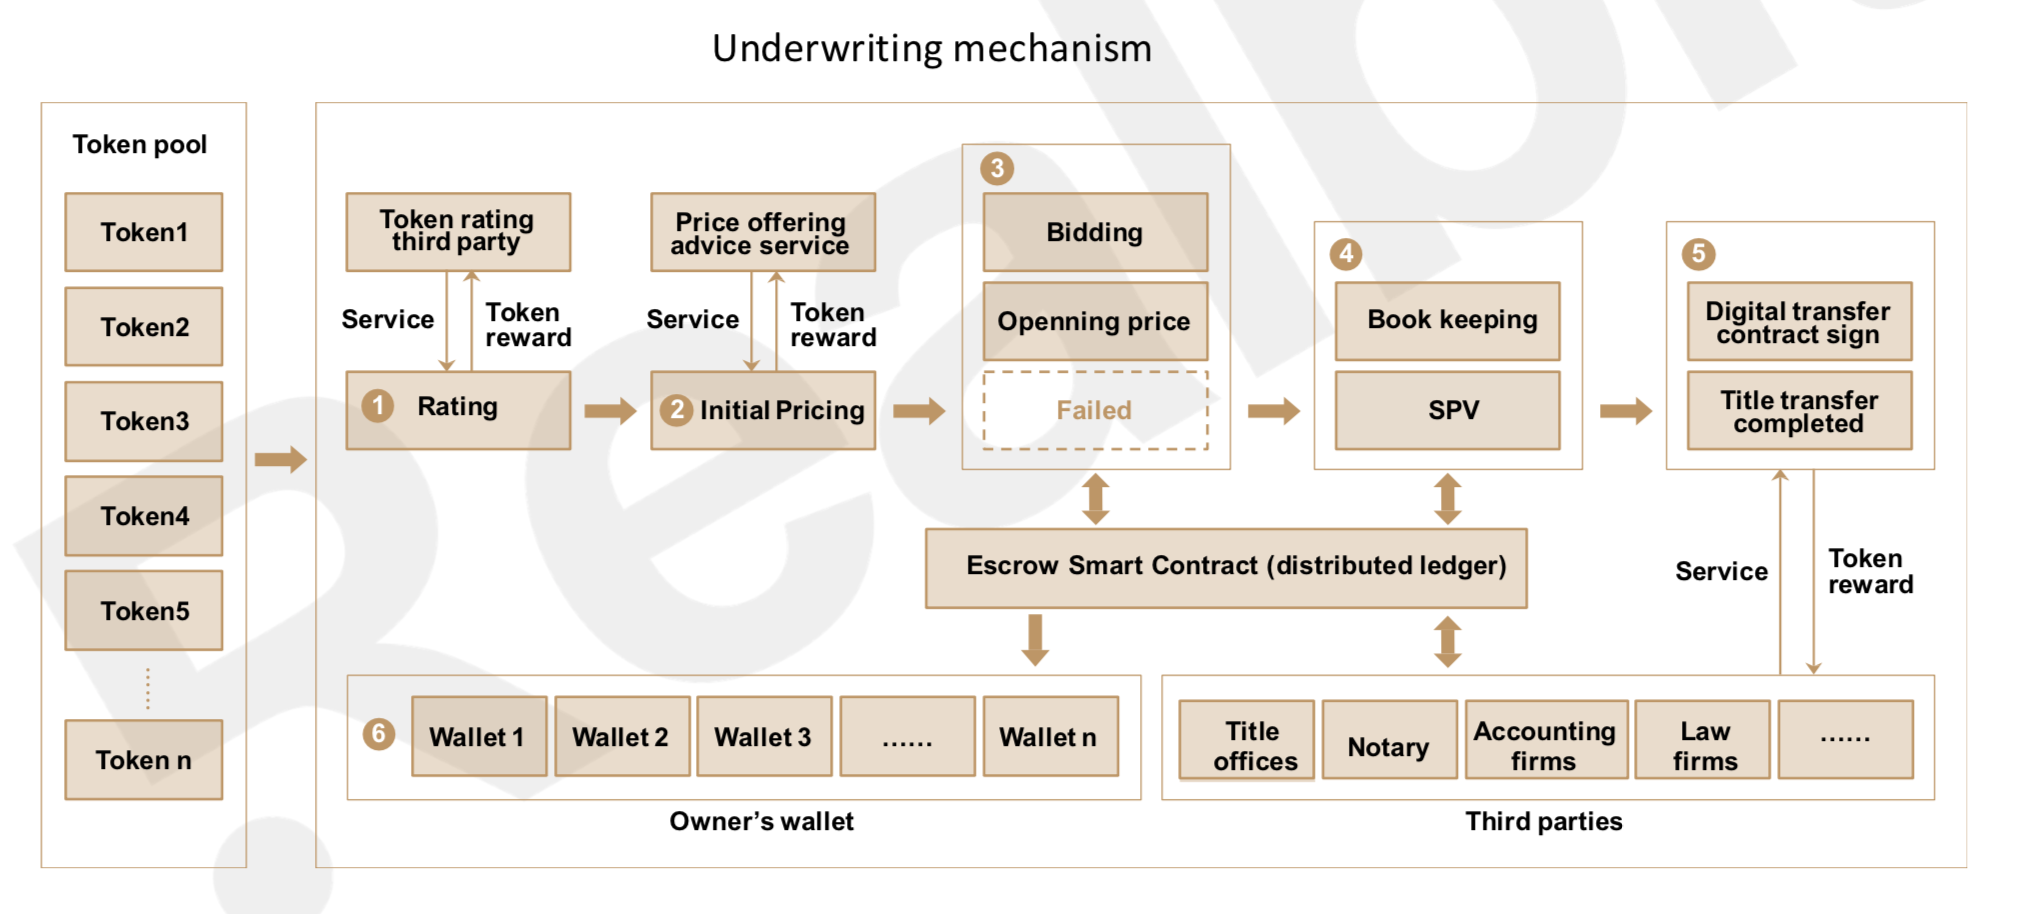 Underwriting mechanism
Token pool
Token1
Token2
Token3
Token4
Token5
Token n
Token rating
third party
Service
Token
reward
1 Rating
Price offering
advice service
Service
Token
reward
2 Initial Pricing
3
Bidding
Openning price
Failed
4
Book keeping
SPV
5
Digital transfer
contract sign
Title transfer
completed
Escrow Smart Contract (distributed ledger)
Service
Token
reward
6
Wallet 1
Wallet 2
Wallet 3
......
Wallet n
Owner’s wallet
Title
offices
Notary
Accounting
firms
Law
firms
......
Third parties